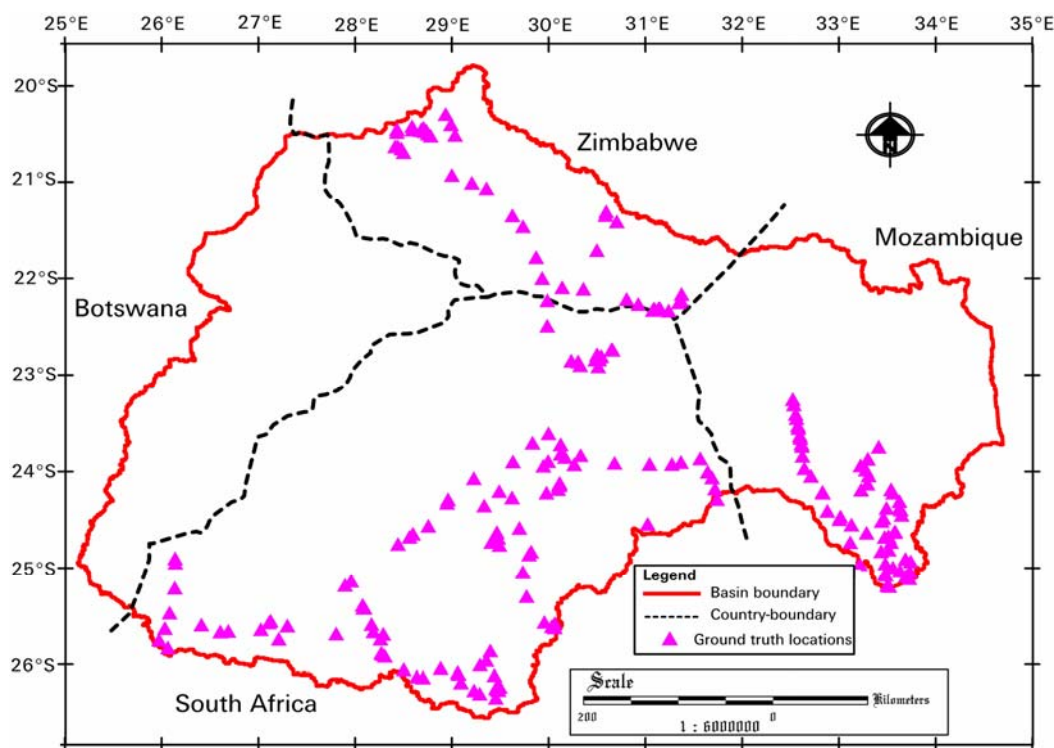 25°E 26°E 27°E 28°E 29°E 30°E 31°E 32°E 33°E 34°E 35°E
20°S
21°S
22°S
23°S
24°S
25°S
26°S
Zimbabwe
N
Mozambique
Botswana
South Africa
Legend
Basin boundary
Country-boundary
Ground truth locations
Scale
Kilometers
200 0
1 : 6000000